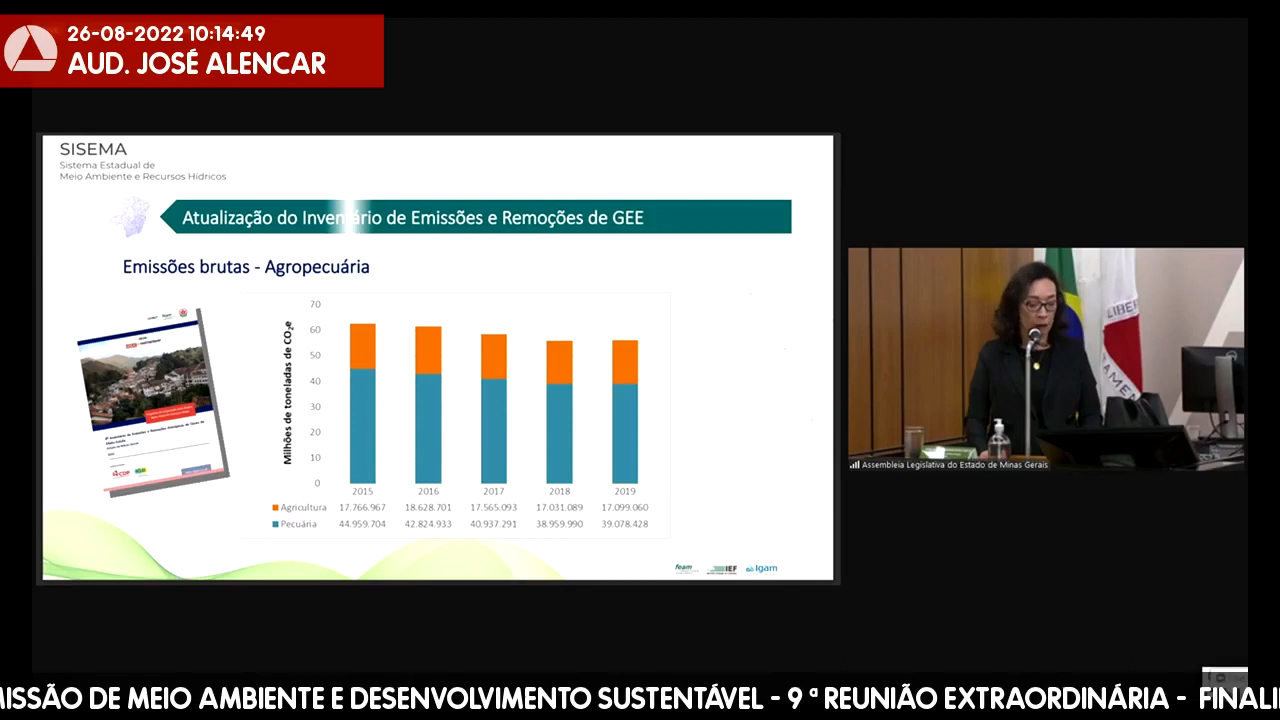 26-08-2022 10:14:49
AUD. JOSÉ ALENCAR
SISEMA
Sistema Estadual de
Meio Ambiente e Recursos Hídricos
Atualização do Inventário de Emissões e Remoções de GEE
Emissões brutas - Agropecuária
Milhões de toneladas de CO2e
70
60
50
40
30
20
10
0
2015 2016 2017 2018 2019
Agricultura 17.766.967 18.628.701 17.565.093 17.031.089 17.099.060
Pecuária 44.959.704 42.824.933 40.937.291 38.959.990 39.078.428
CDP
feam IEF Igam
LIBER
AMEN
Assembleia Legislativa do Estado de Minas Gerais
MISSÃO DE MEIO AMBIENTE E DESENVOLVIMENTO SUSTENTÁVEL - 9 ª REUNIÃO EXTRAORDINÁRIA - FINALI